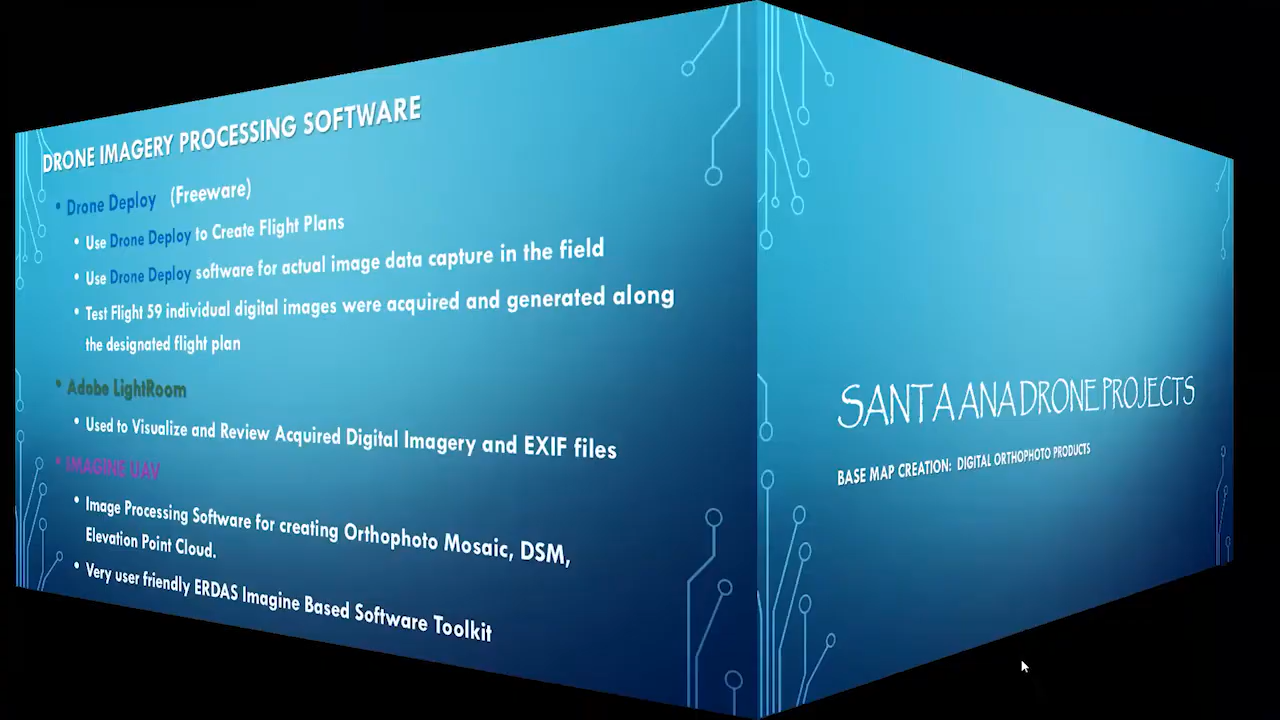 DRONE IMAGERY PROCESSING SOFTWARE
• Drone Deploy (Freeware)
• Use Drone Deploy to Create Flight Plans
• Use Drone Deploy software for actual image data capture in the field
• Test Flight 59 individual digital images were acquired and generated along
the designated flight plan
• Adobe LightRoom
• Used to Visualize and Review Acquired Digital Imagery and EXIF files
• IMAGINE UAV
• Image Processing Software for creating Orthophoto Mosaic, DSM,
Elevation Point Cloud.
• Very user friendly ERDAS Imagine Based Software Toolkit
SANTA ANA DRONE PROJECTS
BASE MAP CREATION: DIGITAL ORTHOPHOTO PRODUCTS